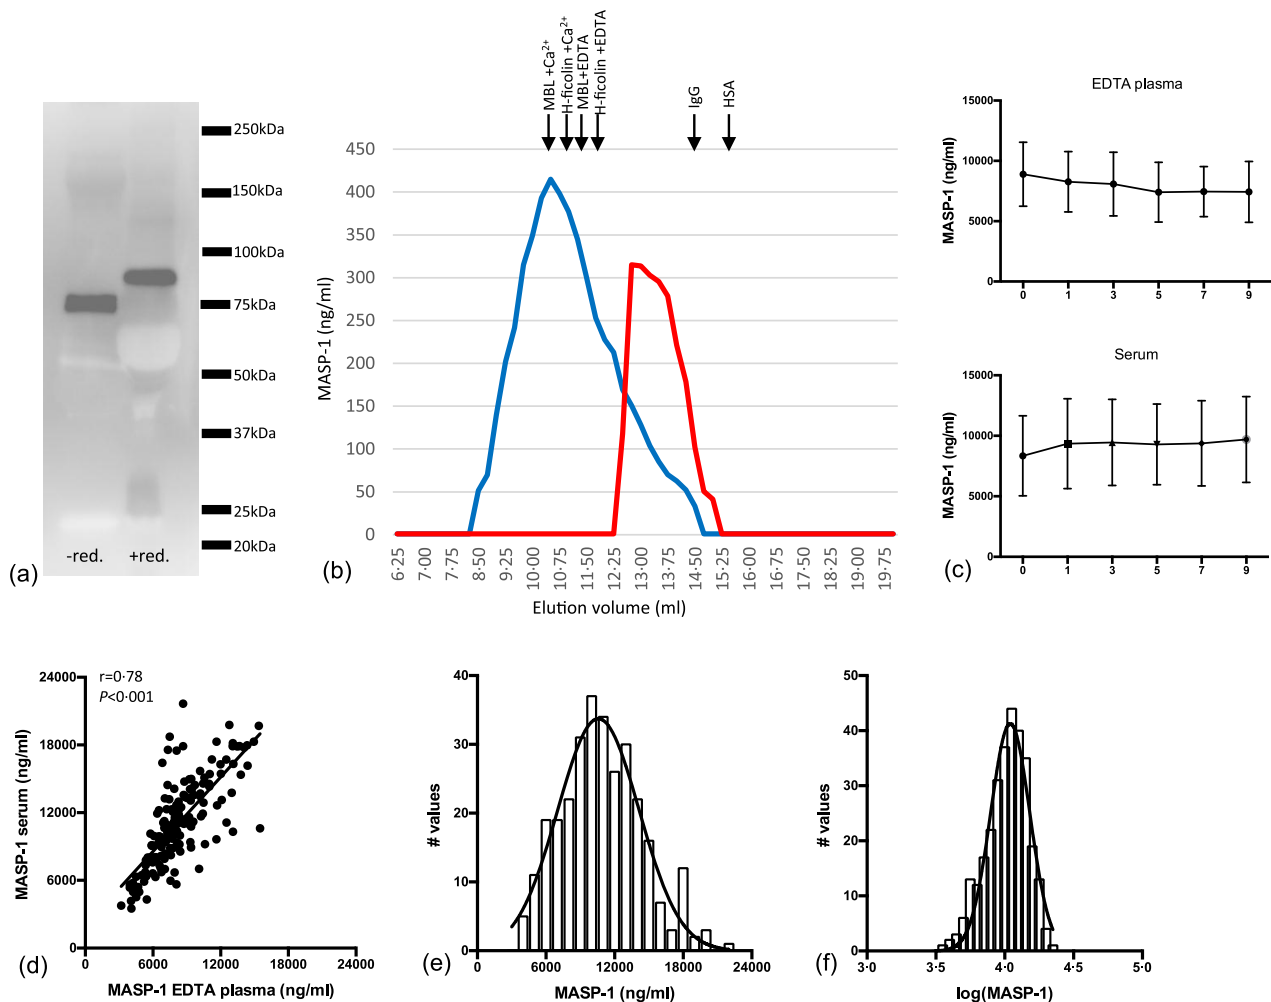 250kDa
150kDa
100kDa
75kDa
50kDa
37kDa
25kDa
20kDa
-red. +red.
(a)
MBL +Ca²⁺
H-ficolin +Ca²⁺
MBL+EDTA
H-ficolin +EDTA
IgG
HSA
450
400
350
300
250
200
150
100
50
0
MASP-1 (ng/ml)
6·25
7·00
7·75
8·50
9·25
10·00
10·75
11·50
12·25
13·00
13·75
14·50
15·25
16·00
16·75
17·50
18·25
19·00
19·75
Elution volume (ml)
(b)
EDTA plasma
15000
10000
5000
0
MASP-1 (ng/ml)
0 1 3 5 7 9
Serum
15000
10000
5000
0
MASP-1 (ng/ml)
0 1 3 5 7 9
(c)
r=0·78
P<0·001
24000
18000
12000
6000
0
MASP-1 serum (ng/ml)
0 6000 12000 18000 24000
MASP-1 EDTA plasma (ng/ml)
(d)
40
30
20
10
0
# values
0 6000 12000 18000 24000
MASP-1 (ng/ml)
(e)
50
40
30
20
10
0
# values
3·0 3·5 4·0 4·5 5·0
log(MASP-1)
(f)